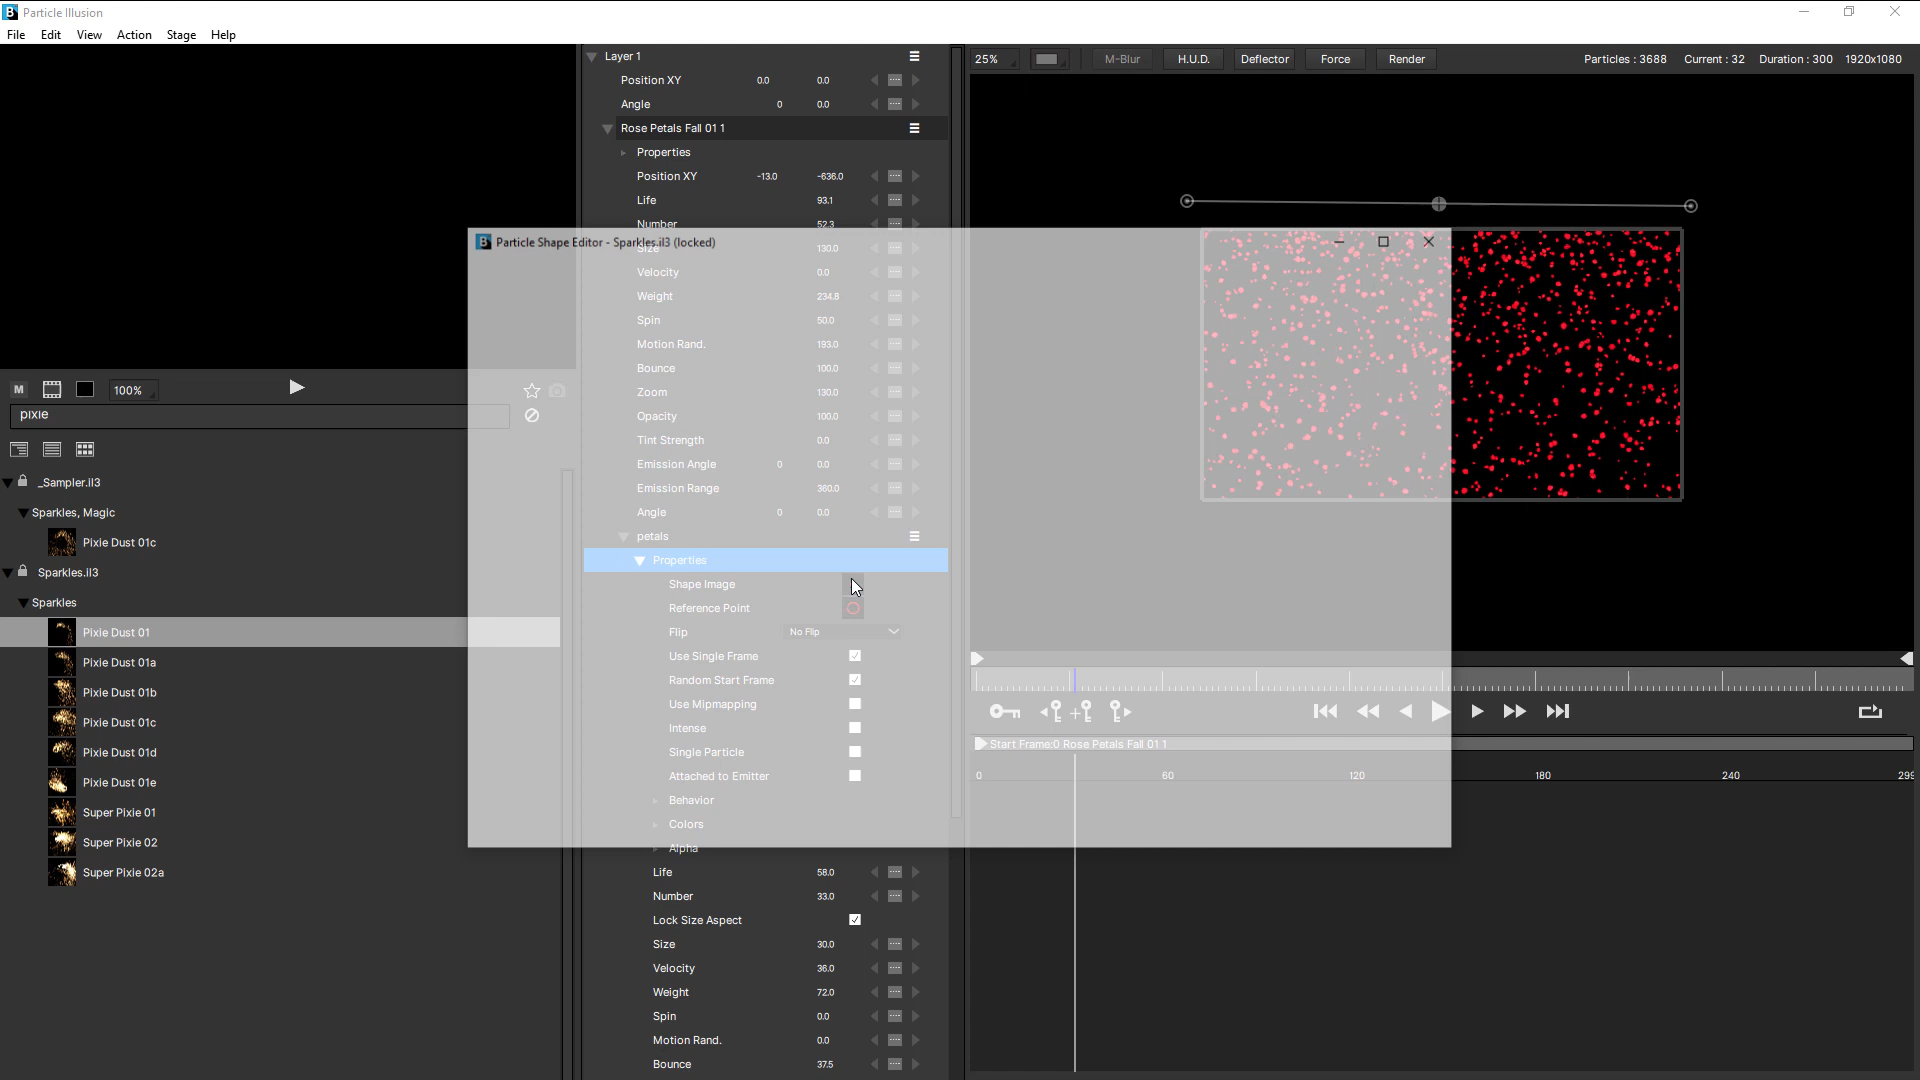 Particle Illusion
File Edit View Action Stage Help
100%
M
pixie
_Sampler.il3
Sparkles, Magic
Pixie Dust 01c
Sparkles.il3
Sparkles
Pixie Dust 01
Pixie Dust 01a
Pixie Dust 01b
Pixie Dust 01c
Pixie Dust 01d
Pixie Dust 01e
Super Pixie 01
Super Pixie 02
Super Pixie 02a
Layer 1
Position XY 0.0 0.0
Angle 0 0.0
Rose Petals Fall 01 1
Properties
Position XY -13.0 -636.0
Life 93.1
Number 52.3
Particle Shape Editor - Sparkles.il3 (locked)
Size 130.0
Velocity 0.0
Weight 234.8
Spin 50.0
Motion Rand. 193.0
Bounce 100.0
Zoom 130.0
Opacity 100.0
Tint Strength 0.0
Emission Angle 0 0.0
Emission Range 360.0
Angle 0 0.0
petals
Properties
Shape Image
Reference Point
Flip No Flip
Use Single Frame
Random Start Frame
Use Mipmapping
Intense
Single Particle
Attached to Emitter
Behavior
Colors
Alpha
Life 58.0
Number 33.0
Lock Size Aspect
Size 30.0
Velocity 36.0
Weight 72.0
Spin 0.0
Motion Rand. 0.0
Bounce 37.5
25% M-Blur H.U.D. Deflector Force Render Particles : 3688 Current : 32 Duration : 300 1920x1080
Start Frame:0 Rose Petals Fall 01 1
0 60 120 180 240 299